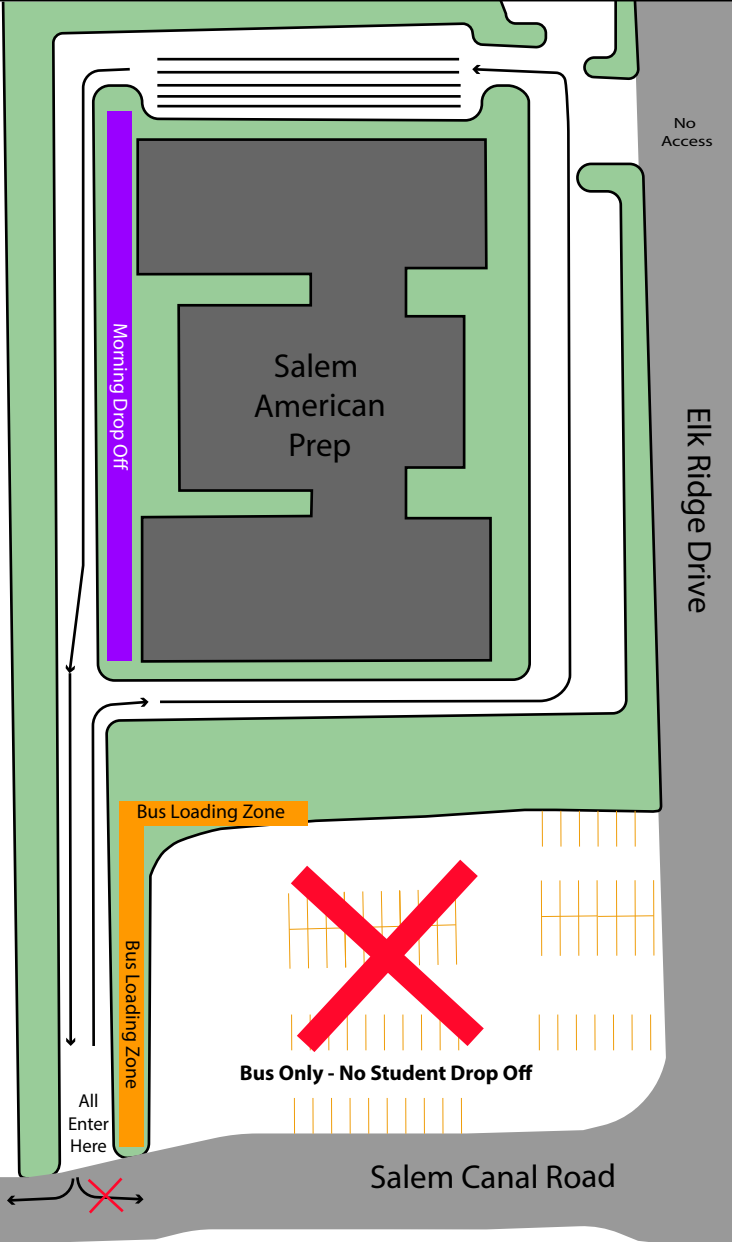 No
Access
Morning Drop Off
Salem
American
Prep
Elk Ridge Drive
Bus Loading Zone
Bus Loading Zone
Bus Only - No Student Drop Off
All
Enter
Here
Salem Canal Road